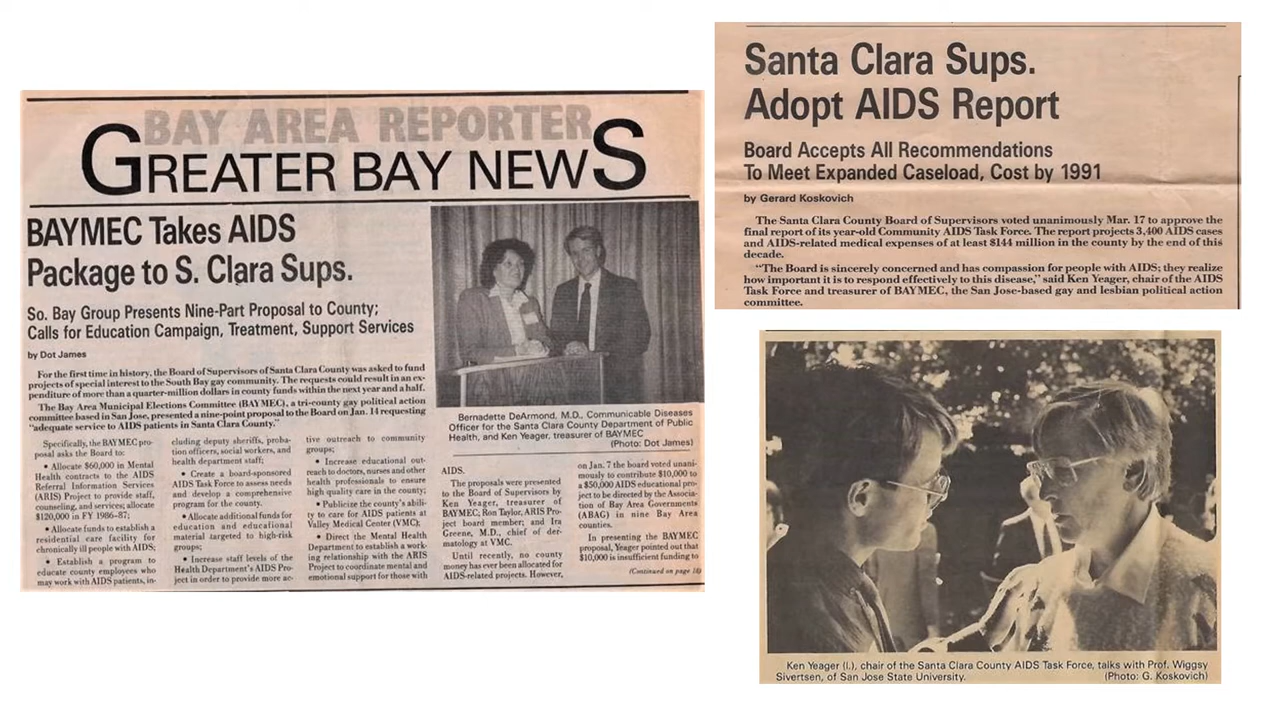 BAY AREA REPORTER
GREATER BAY NEWS
BAYMEC Takes AIDS
Package to S. Clara Sups.
So. Bay Group Presents Nine-Part Proposal to County;
Calls for Education Campaign, Treatment, Support Services
by Dot James
For the first time in history, the Board of Supervisors of Santa Clara County was asked to fund
projects of special interest to the South Bay gay community. The requests could result in an ex-
penditure of more than a quarter-million dollars in county funds within the next year and a half.
The Bay Area Municipal Elections Committee (BAYMEC), a tri-county gay political action
committee based in San Jose, presented a nine-point proposal to the Board on Jan. 14 requesting
"adequate service to AIDS patients in Santa Clara County."
Specifically, the BAYMEC pro-
posal asks the Board to:
• Allocate $60,000 in Mental
Health contracts to the AIDS
Referral Information Services
(ARIS) Project to provide staff,
counseling, and services; allocate
$120,000 in FY 1986-87;
• Allocate funds to establish a
residential care facility for
chronically ill people with AIDS;
• Establish a program to
educate county employees who
may work with AIDS patients, in-
cluding deputy sheriffs, proba-
tion officers, social workers, and
health department staff;
• Create a board-sponsored
AIDS Task Force to assess needs
and develop a comprehensive
program for the county.
• Allocate additional funds for
education and educational
material targeted to high-risk
groups;
• Increase staff levels of the
Health Department's AIDS Pro-
ject in order to provide more ac-
tive outreach to community
groups;
• Increase educational out-
reach to doctors, nurses and other
health professionals to ensure
high quality care in the county;
• Publicize the county's abili-
ty to care for AIDS patients at
Valley Medical Center (VMC);
• Direct the Mental Health
Department to establish a work-
ing relationship with the ARIS
Project to coordinate mental and
emotional support for those with
Bernadette DeArmond, M.D., Communicable Diseases
Officer for the Santa Clara County Department of Public
Health, and Ken Yeager, treasurer of BAYMEC
(Photo: Dot James)
AIDS.
The proposals were presented
to the Board of Supervisors by
Ken Yeager, treasurer of
BAYMEC; Ron Taylor, ARIS Pro-
ject board member; and Ira
Greene, M.D., chief of der-
matology at VMC.
Until recently, no county
money has ever been allocated for
AIDS-related projects. However,
on Jan. 7 the board voted unani-
mously to contribute $10,000 to
a $50,000 AIDS educational pro-
ject to be directed by the Associa-
tion of Bay Area Governments
(ABAG) in nine Bay Area
counties.
In presenting the BAYMEC
proposal, Yeager pointed out that
$10,000 is insufficient funding to
(Continued on page 18)
Santa Clara Sups.
Adopt AIDS Report
Board Accepts All Recommendations
To Meet Expanded Caseload, Cost by 1991
by Gerard Koskovich
The Santa Clara County Board of Supervisors voted unanimously Mar. 17 to approve the
final report of its year-old Community AIDS Task Force. The report projects 3,400 AIDS cases
and AIDS-related medical expenses of at least $144 million in the county by the end of this
decade.
"The Board is sincerely concerned and has compassion for people with AIDS; they realize
how important it is to respond effectively to this disease," said Ken Yeager, chair of the AIDS
Task Force and treasurer of BAYMEC, the San Jose-based gay and lesbian political action
committee.
Ken Yeager (l.), chair of the Santa Clara County AIDS Task Force, talks with Prof. Wiggsy
Sivertsen, of San Jose State University.
(Photo: G. Koskovich)